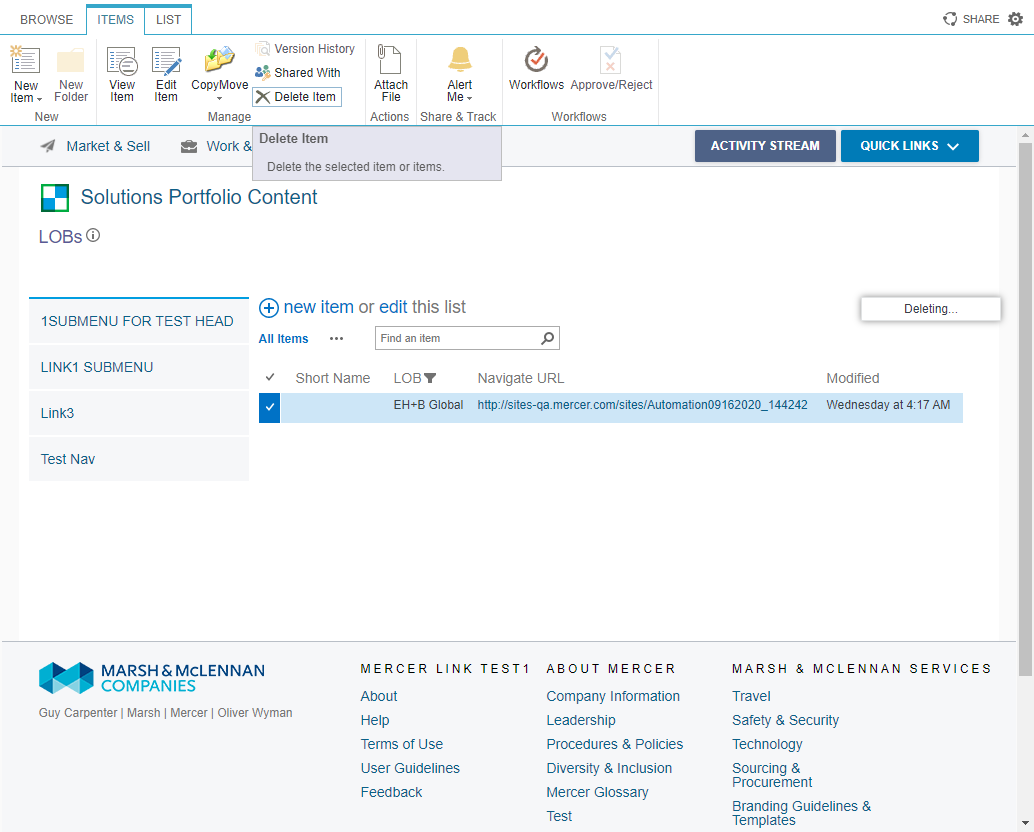 BROWSE ITEMS LIST SHARE
New Item New Folder View Item Edit Item CopyMove Version History Shared With Delete Item Attach File Alert Me Workflows Approve/Reject
New Manage Actions Share & Track Workflows
Delete Item
Delete the selected item or items.
Market & Sell Work & ACTIVITY STREAM QUICK LINKS
Solutions Portfolio Content
LOBs
1SUBMENU FOR TEST HEAD
LINK1 SUBMENU
Link3
Test Nav
new item or edit this list
Deleting...
All Items ... Find an item
Short Name LOB Navigate URL Modified
EH+B Global http://sites-qa.mercer.com/sites/Automation09162020_144242 Wednesday at 4:17 AM
MARSH & McLENNAN
COMPANIES
Guy Carpenter | Marsh | Mercer | Oliver Wyman
MERCER LINK TEST1
About
Help
Terms of Use
User Guidelines
Feedback
ABOUT MERCER
Company Information
Leadership
Procedures & Policies
Diversity & Inclusion
Mercer Glossary
Test
MARSH & MCLENNAN SERVICES
Travel
Safety & Security
Technology
Sourcing &
Procurement
Branding Guidelines &
Templates